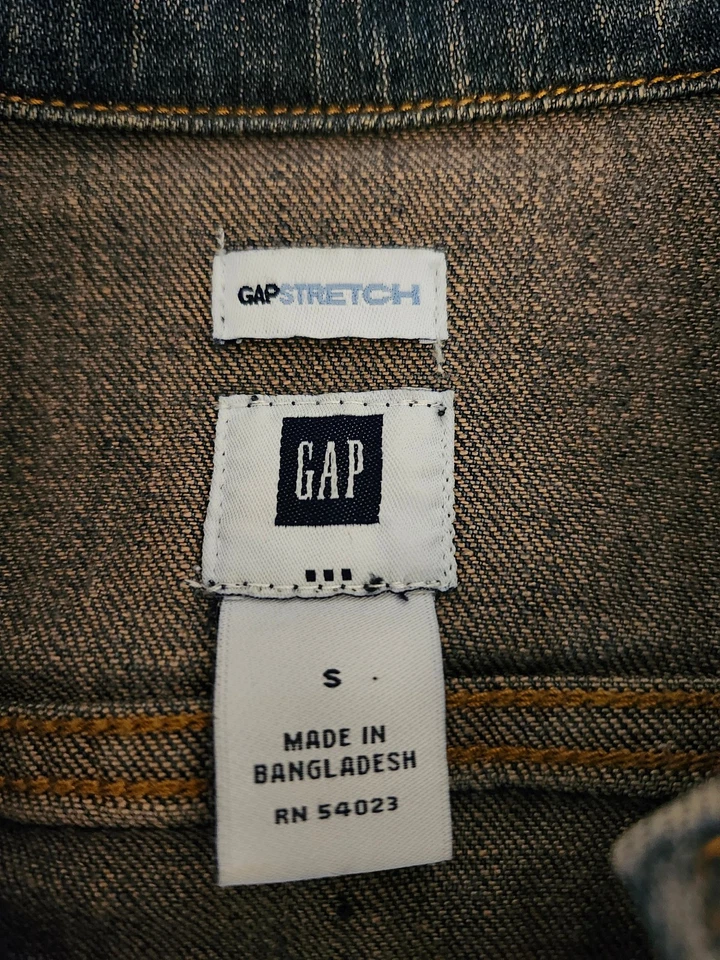 GAPSTRETCH
GAP
S
MADE IN
BANGLADESH
RN 54023